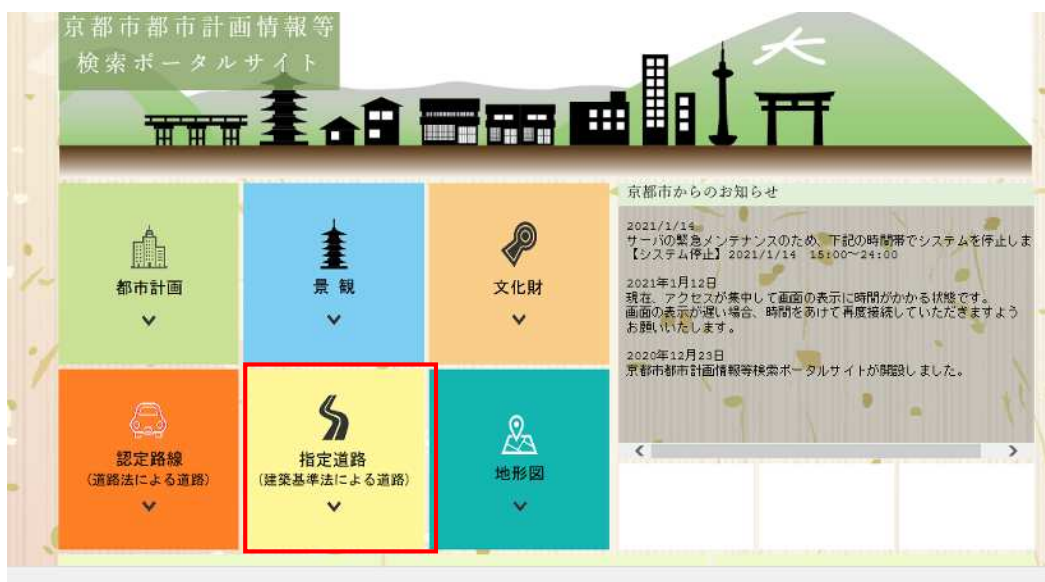 京都市都市計画情報等
検索ポータルサイト
大
都市計画
景観
文化財
認定路線
（道路法による道路）
指定道路
（建築基準法による道路）
地形図
京都市からのお知らせ
2021/1/14
サーバの緊急メンテナンスのため、下記の時間帯でシステムを停止しま
【システム停止】2021/1/14　15:00～24:00
2021年1月12日
現在、アクセスが集中して画面の表示に時間がかかる状態です。
画面の表示が遅い場合、時間をあけて再度接続していただきますよう
お願いいたします。
2020年12月23日
京都市都市計画情報等検索ポータルサイトが開設しました。